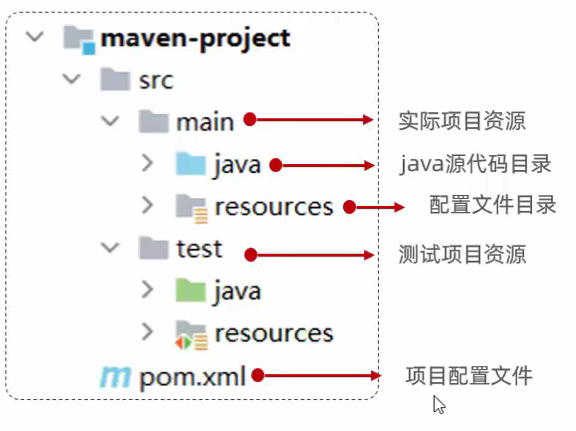 maven-project
src
main 实际项目资源
java java源代码目录
resources 配置文件目录
test 测试项目资源
java
resources
m pom.xml 项目配置文件